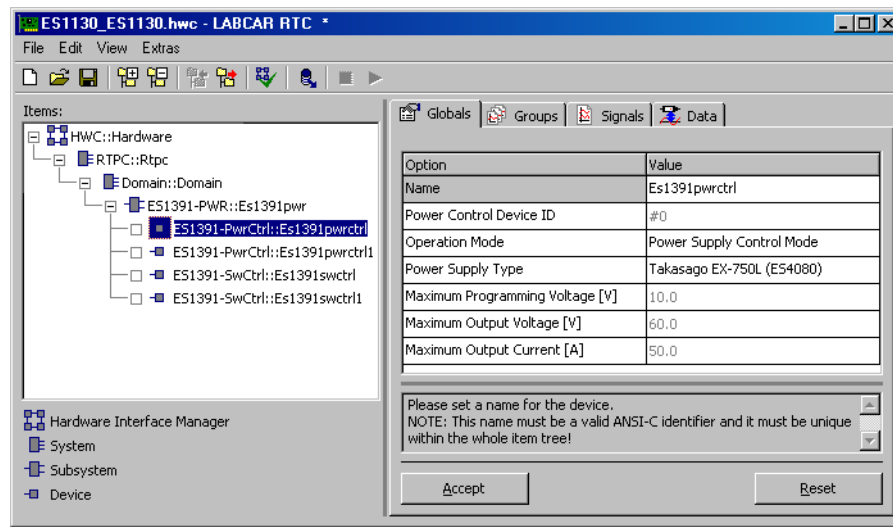 ES1130_ES1130.hwc - LABCAR RTC *
File Edit View Extras
Items:
HWC::Hardware
RTPC::Rtpc
Domain::Domain
ES1391-PWR::Es1391pwr
ES1391-PwrCtrl::Es1391pwrctrl
ES1391-PwrCtrl::Es1391pwrctrl1
ES1391-SwCtrl::Es1391swctrl
ES1391-SwCtrl::Es1391swctrl1
Hardware Interface Manager
System
Subsystem
Device
Globals Groups Signals Data
Option Value
Name Es1391pwrctrl
Power Control Device ID #0
Operation Mode Power Supply Control Mode
Power Supply Type Takasago EX-750L (ES4080)
Maximum Programming Voltage [V] 10.0
Maximum Output Voltage [V] 60.0
Maximum Output Current [A] 50.0
Please set a name for the device.
NOTE: This name must be a valid ANSI-C identifier and it must be unique
within the whole item tree!
Accept Reset